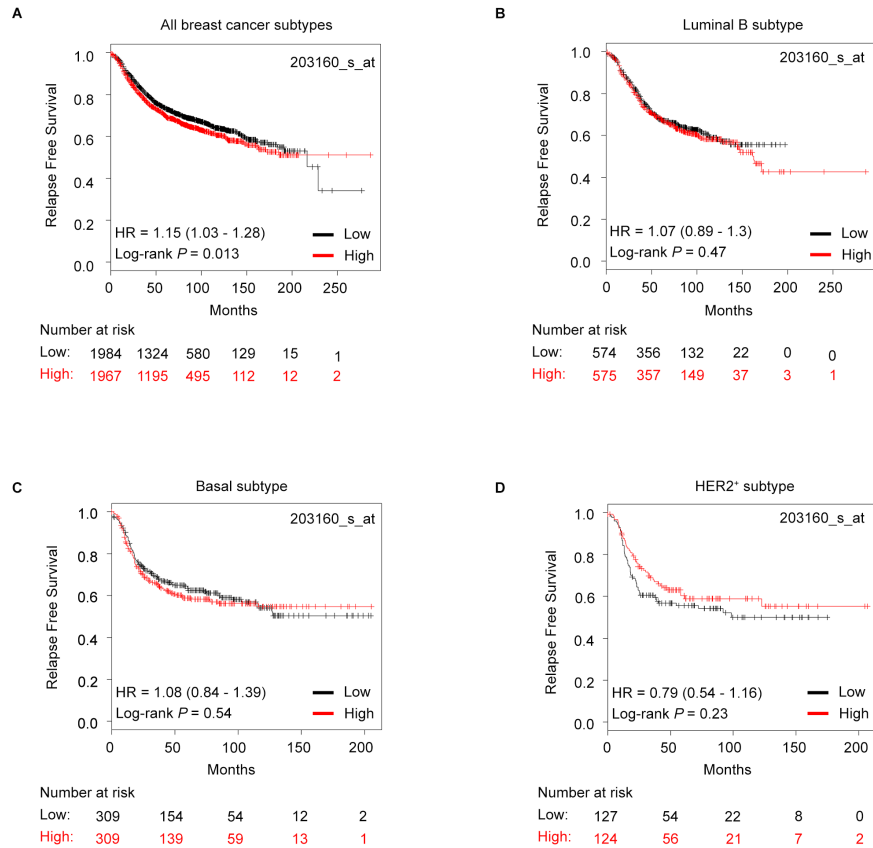 A
All breast cancer subtypes
203160_s_at
Relapse Free Survival
1.0
0.8
0.6
0.4
0.2
0.0
HR = 1.15 (1.03 - 1.28)
Log-rank P = 0.013
Low
High
0 50 100 150 200 250
Months
Number at risk
Low: 1984 1324 580 129 15 1
High: 1967 1195 495 112 12 2
B
Luminal B subtype
203160_s_at
Relapse Free Survival
1.0
0.8
0.6
0.4
0.2
0.0
HR = 1.07 (0.89 - 1.3)
Log-rank P = 0.47
Low
High
0 50 100 150 200 250
Months
Number at risk
Low: 574 356 132 22 0 0
High: 575 357 149 37 3 1
C
Basal subtype
203160_s_at
Relapse Free Survival
1.0
0.8
0.6
0.4
0.2
0.0
HR = 1.08 (0.84 - 1.39)
Log-rank P = 0.54
Low
High
0 50 100 150 200
Months
Number at risk
Low: 309 154 54 12 2
High: 309 139 59 13 1
D
HER2⁺ subtype
203160_s_at
Relapse Free Survival
1.0
0.8
0.6
0.4
0.2
0.0
HR = 0.79 (0.54 - 1.16)
Log-rank P = 0.23
Low
High
0 50 100 150 200
Months
Number at risk
Low: 127 54 22 8 0
High: 124 56 21 7 2